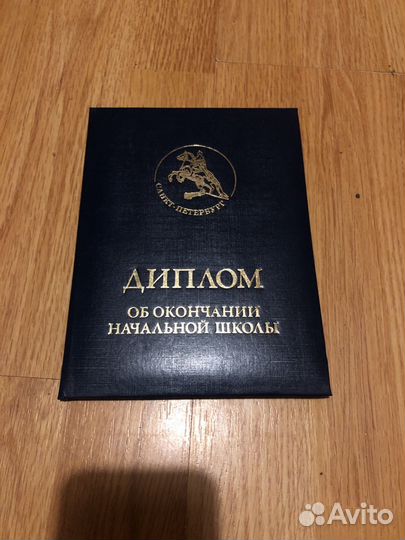 САНКТ-ПЕТЕРБУРГ
ДИПЛОМ
ОБ ОКОНЧАНИИ
НАЧАЛЬНОЙ ШКОЛЫ
Avito